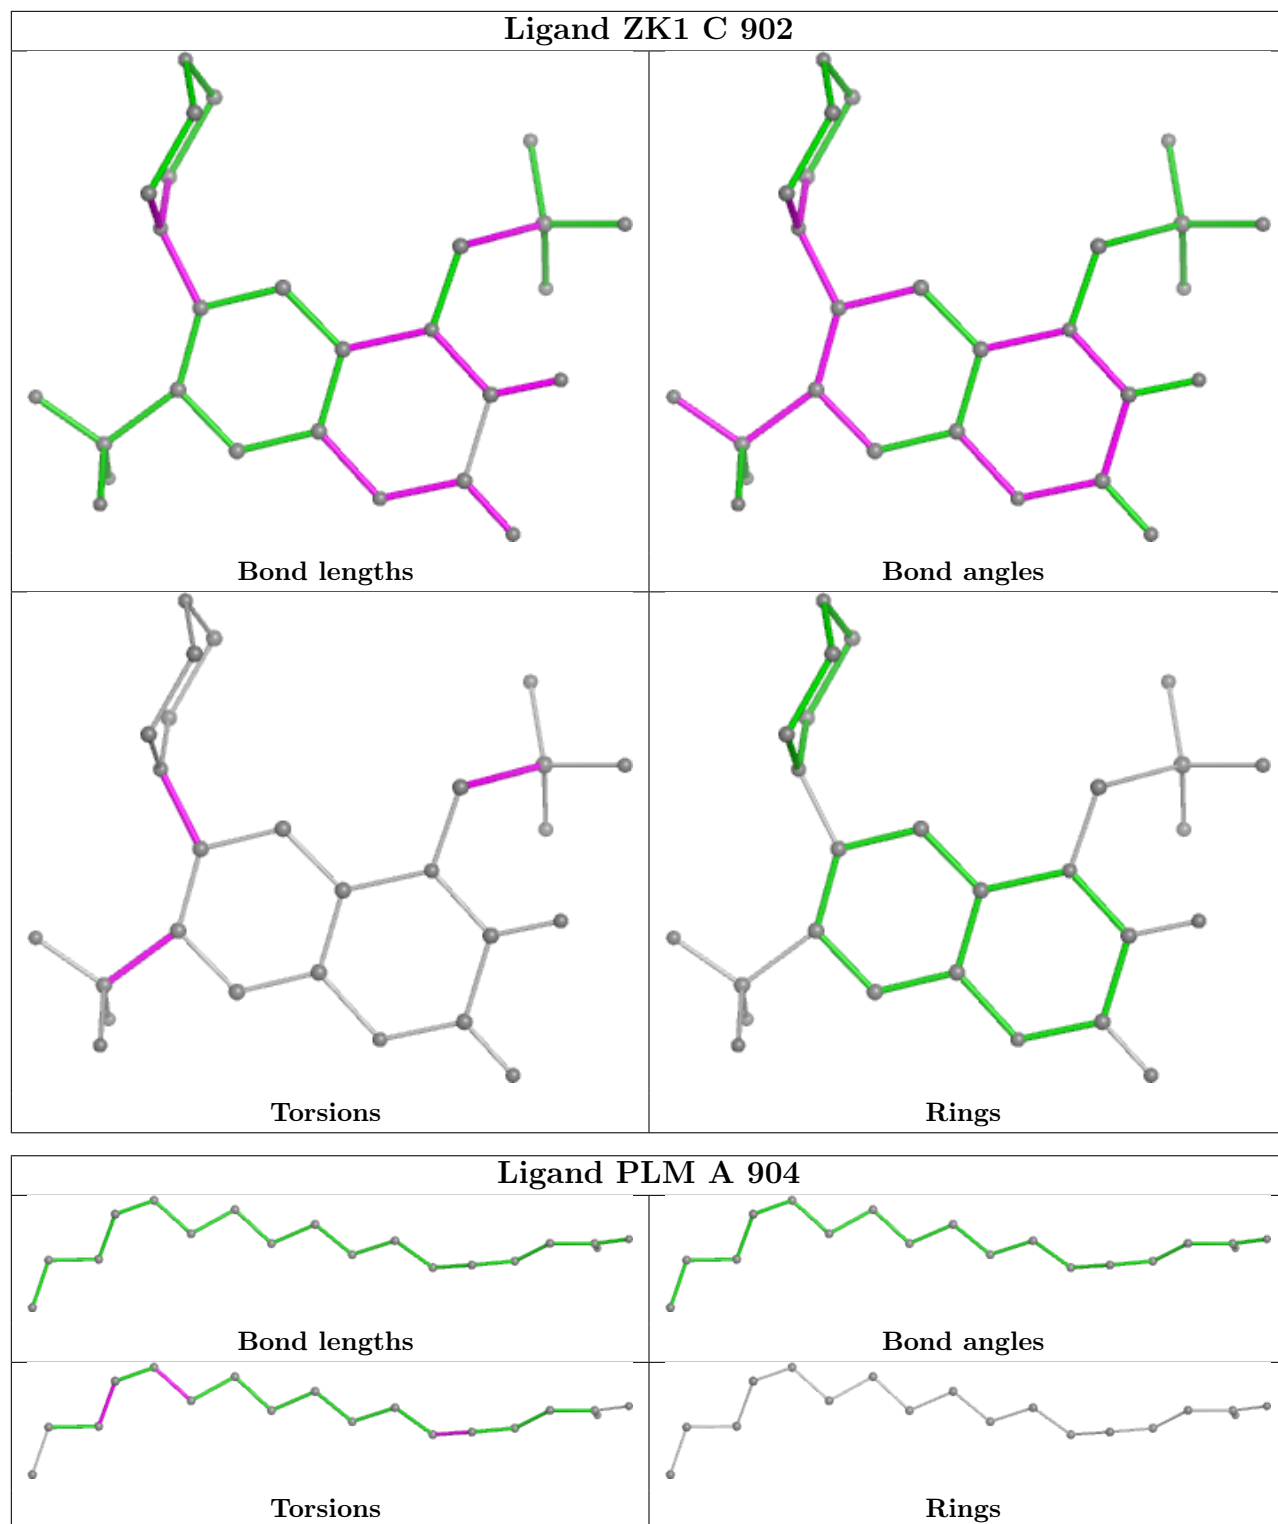 Ligand ZK1 C 902
Bond lengths
Bond angles
Torsions
Rings
Ligand PLM A 904
Bond lengths
Bond angles
Torsions
Rings